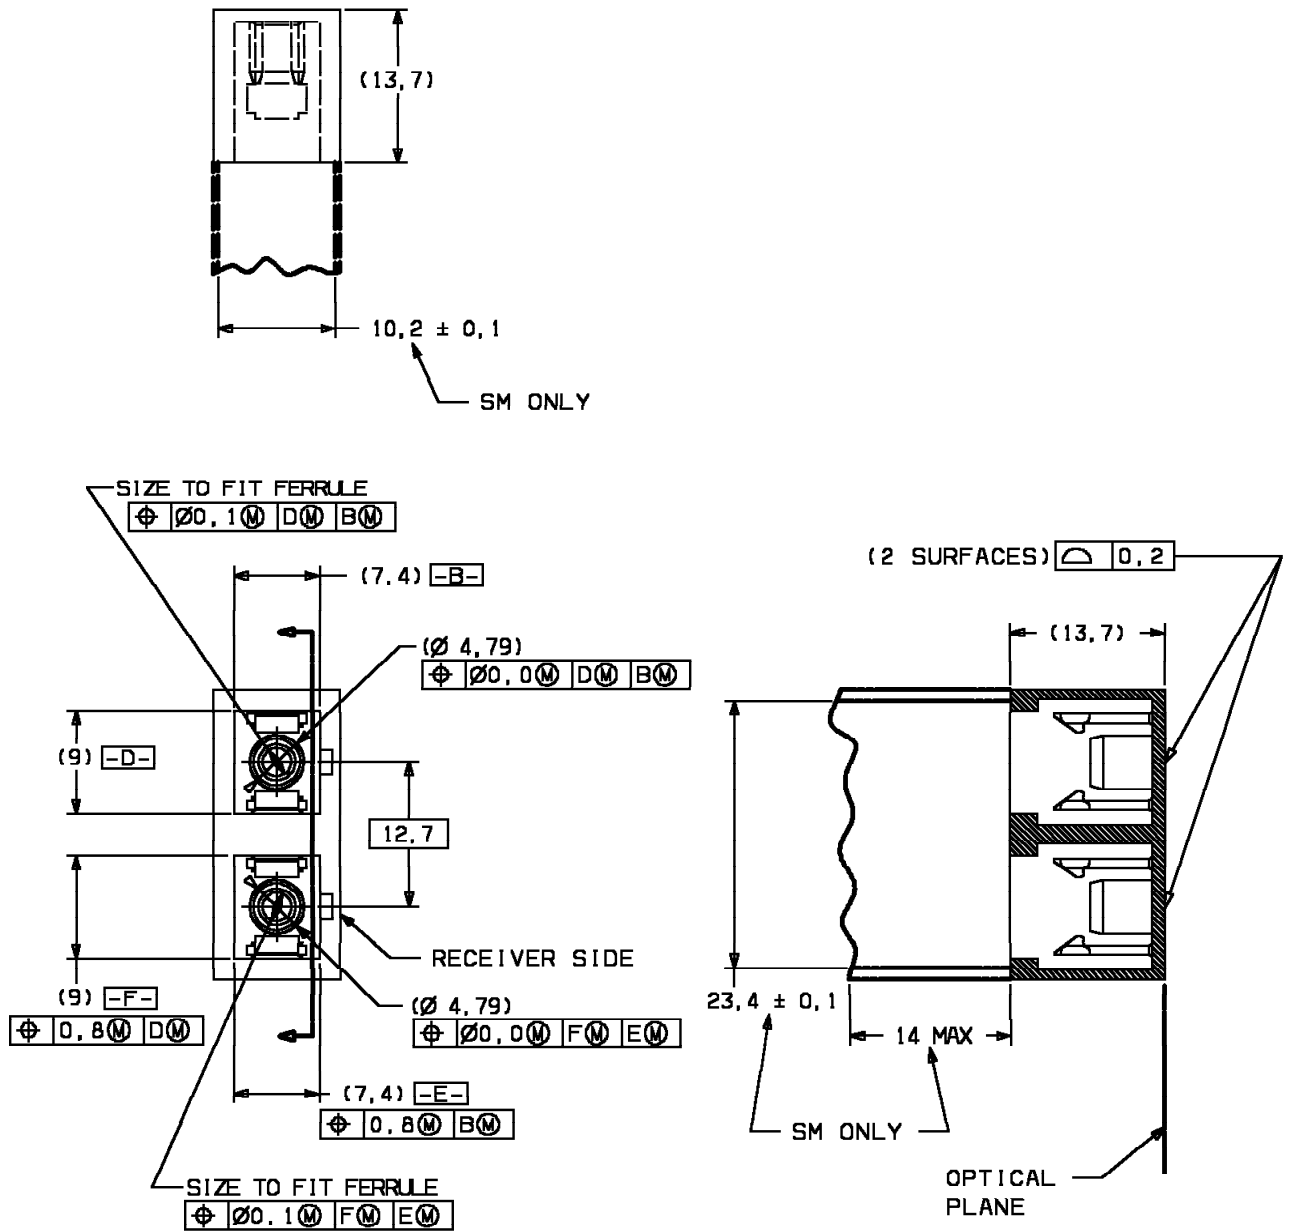 (13,7)
10,2 ± 0,1
SM ONLY
SIZE TO FIT FERRULE
⌖ Ø0,1Ⓜ DⓂ BⓂ
(7,4) -B-
(Ø 4,79)
⌖ Ø0,0Ⓜ DⓂ BⓂ
(9) -D-
12,7
RECEIVER SIDE
(9) -F-
⌖ 0,8Ⓜ DⓂ
(Ø 4,79)
⌖ Ø0,0Ⓜ FⓂ EⓂ
(7,4) -E-
⌖ 0,8Ⓜ BⓂ
SIZE TO FIT FERRULE
⌖ Ø0,1Ⓜ FⓂ EⓂ
(2 SURFACES) ⌓ 0,2
(13,7)
23,4 ± 0,1
14 MAX
SM ONLY
OPTICAL
PLANE